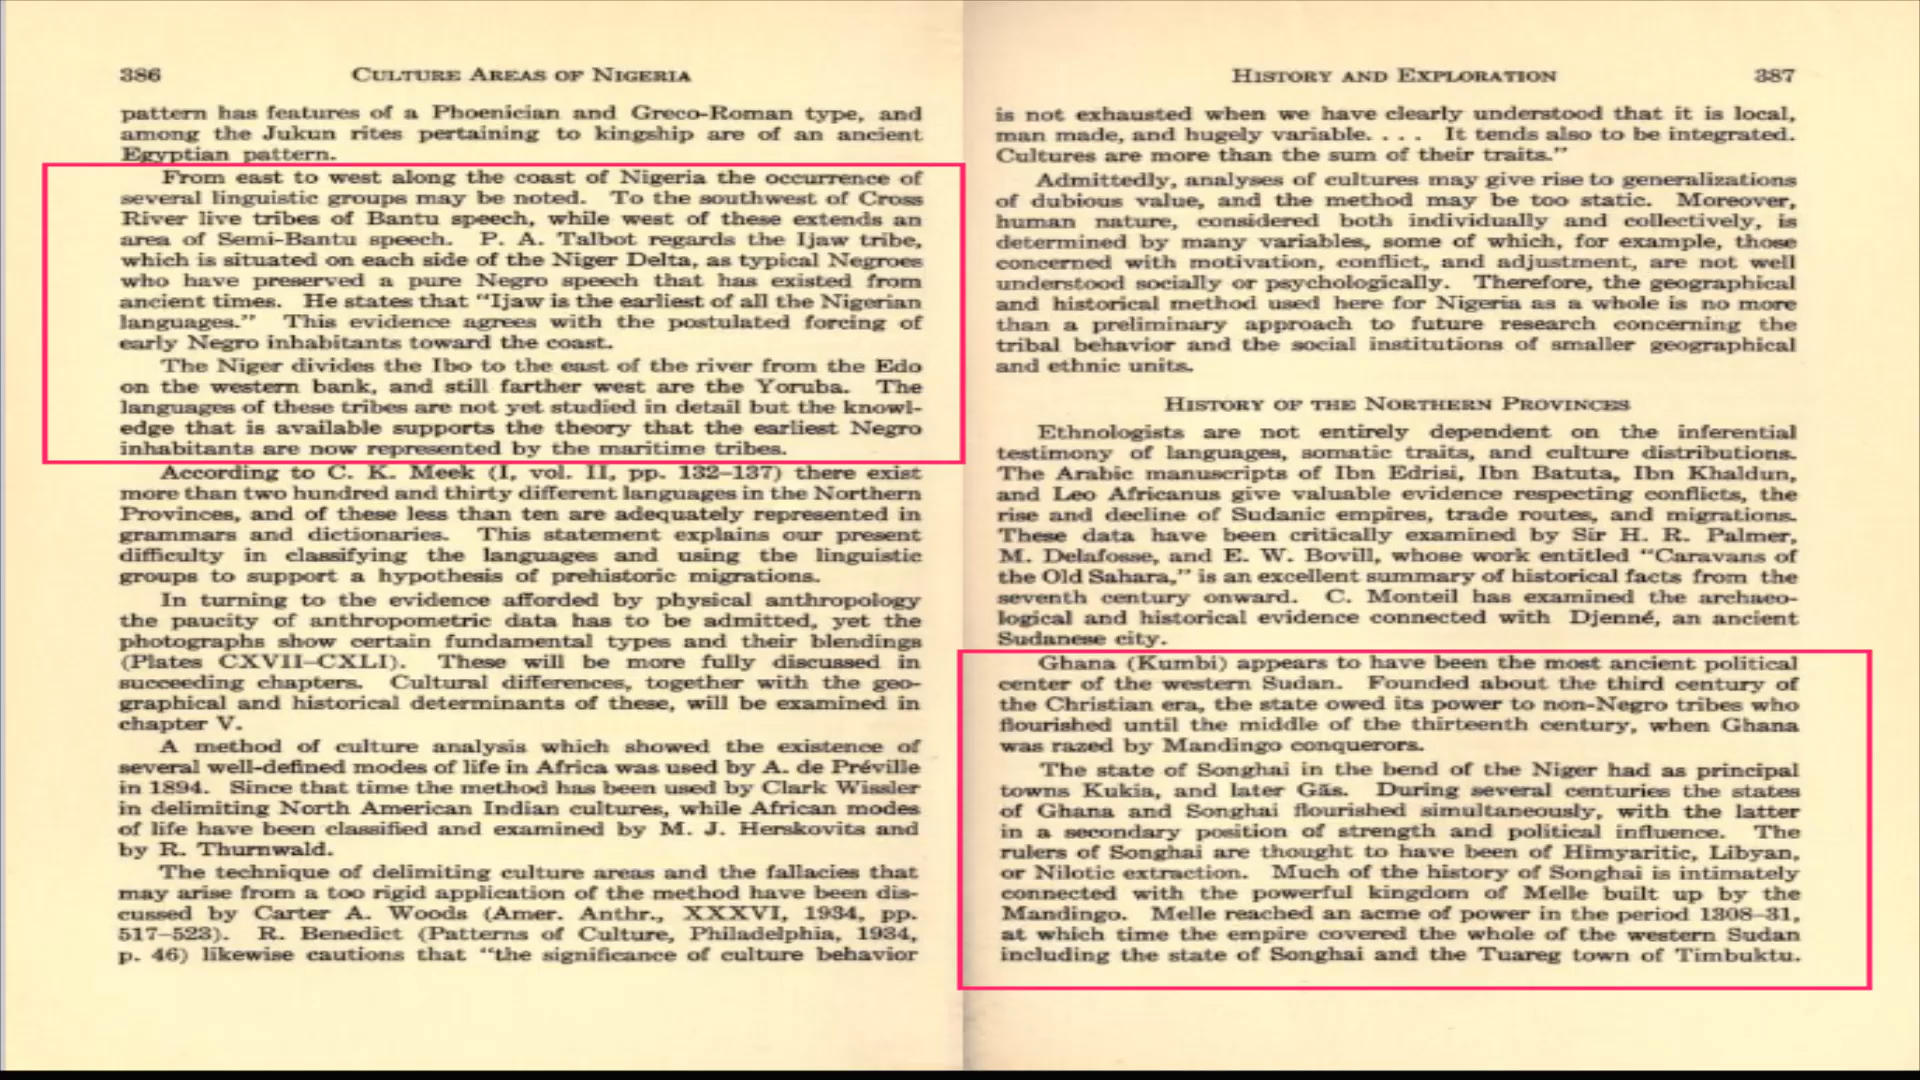 386
CULTURE AREAS OF NIGERIA
pattern has features of a Phoenician and Greco-Roman type, and
among the Jukun rites pertaining to kingship are of an ancient
Egyptian pattern.
From east to west along the coast of Nigeria the occurrence of
several linguistic groups may be noted. To the southwest of Cross
River live tribes of Bantu speech, while west of these extends an
area of Semi-Bantu speech. P. A. Talbot regards the Ijaw tribe,
which is situated on each side of the Niger Delta, as typical Negroes
who have preserved a pure Negro speech that has existed from
ancient times. He states that "Ijaw is the earliest of all the Nigerian
languages." This evidence agrees with the postulated forcing of
early Negro inhabitants toward the coast.
The Niger divides the Ibo to the east of the river from the Edo
on the western bank, and still farther west are the Yoruba. The
languages of these tribes are not yet studied in detail but the knowl-
edge that is available supports the theory that the earliest Negro
inhabitants are now represented by the maritime tribes.
According to C. K. Meek (I, vol. II, pp. 132–137) there exist
more than two hundred and thirty different languages in the Northern
Provinces, and of these less than ten are adequately represented in
grammars and dictionaries. This statement explains our present
difficulty in classifying the languages and using the linguistic
groups to support a hypothesis of prehistoric migrations.
In turning to the evidence afforded by physical anthropology
the paucity of anthropometric data has to be admitted, yet the
photographs show certain fundamental types and their blendings
(Plates CXVII–CXLI). These will be more fully discussed in
succeeding chapters. Cultural differences, together with the geo-
graphical and historical determinants of these, will be examined in
chapter V.
A method of culture analysis which showed the existence of
several well-defined modes of life in Africa was used by A. de Préville
in 1894. Since that time the method has been used by Clark Wissler
in delimiting North American Indian cultures, while African modes
of life have been classified and examined by M. J. Herskovits and
by R. Thurnwald.
The technique of delimiting culture areas and the fallacies that
may arise from a too rigid application of the method have been dis-
cussed by Carter A. Woods (Amer. Anthr., XXXVI, 1934, pp.
517–523). R. Benedict (Patterns of Culture, Philadelphia, 1934,
p. 46) likewise cautions that "the significance of culture behavior
HISTORY AND EXPLORATION
387
is not exhausted when we have clearly understood that it is local,
man made, and hugely variable. . . . It tends also to be integrated.
Cultures are more than the sum of their traits."
Admittedly, analyses of cultures may give rise to generalizations
of dubious value, and the method may be too static. Moreover,
human nature, considered both individually and collectively, is
determined by many variables, some of which, for example, those
concerned with motivation, conflict, and adjustment, are not well
understood socially or psychologically. Therefore, the geographical
and historical method used here for Nigeria as a whole is no more
than a preliminary approach to future research concerning the
tribal behavior and the social institutions of smaller geographical
and ethnic units.
HISTORY OF THE NORTHERN PROVINCES
Ethnologists are not entirely dependent on the inferential
testimony of languages, somatic traits, and culture distributions.
The Arabic manuscripts of Ibn Edrisi, Ibn Batuta, Ibn Khaldun,
and Leo Africanus give valuable evidence respecting conflicts, the
rise and decline of Sudanic empires, trade routes, and migrations.
These data have been critically examined by Sir H. R. Palmer,
M. Delafosse, and E. W. Bovill, whose work entitled "Caravans of
the Old Sahara," is an excellent summary of historical facts from the
seventh century onward. C. Monteil has examined the archaeo-
logical and historical evidence connected with Djenné, an ancient
Sudanese city.
Ghana (Kumbi) appears to have been the most ancient political
center of the western Sudan. Founded about the third century of
the Christian era, the state owed its power to non-Negro tribes who
flourished until the middle of the thirteenth century, when Ghana
was razed by Mandingo conquerors.
The state of Songhai in the bend of the Niger had as principal
towns Kukia, and later Gãs. During several centuries the states
of Ghana and Songhai flourished simultaneously, with the latter
in a secondary position of strength and political influence. The
rulers of Songhai are thought to have been of Himyaritic, Libyan,
or Nilotic extraction. Much of the history of Songhai is intimately
connected with the powerful kingdom of Melle built up by the
Mandingo. Melle reached an acme of power in the period 1308–31,
at which time the empire covered the whole of the western Sudan
including the state of Songhai and the Tuareg town of Timbuktu.